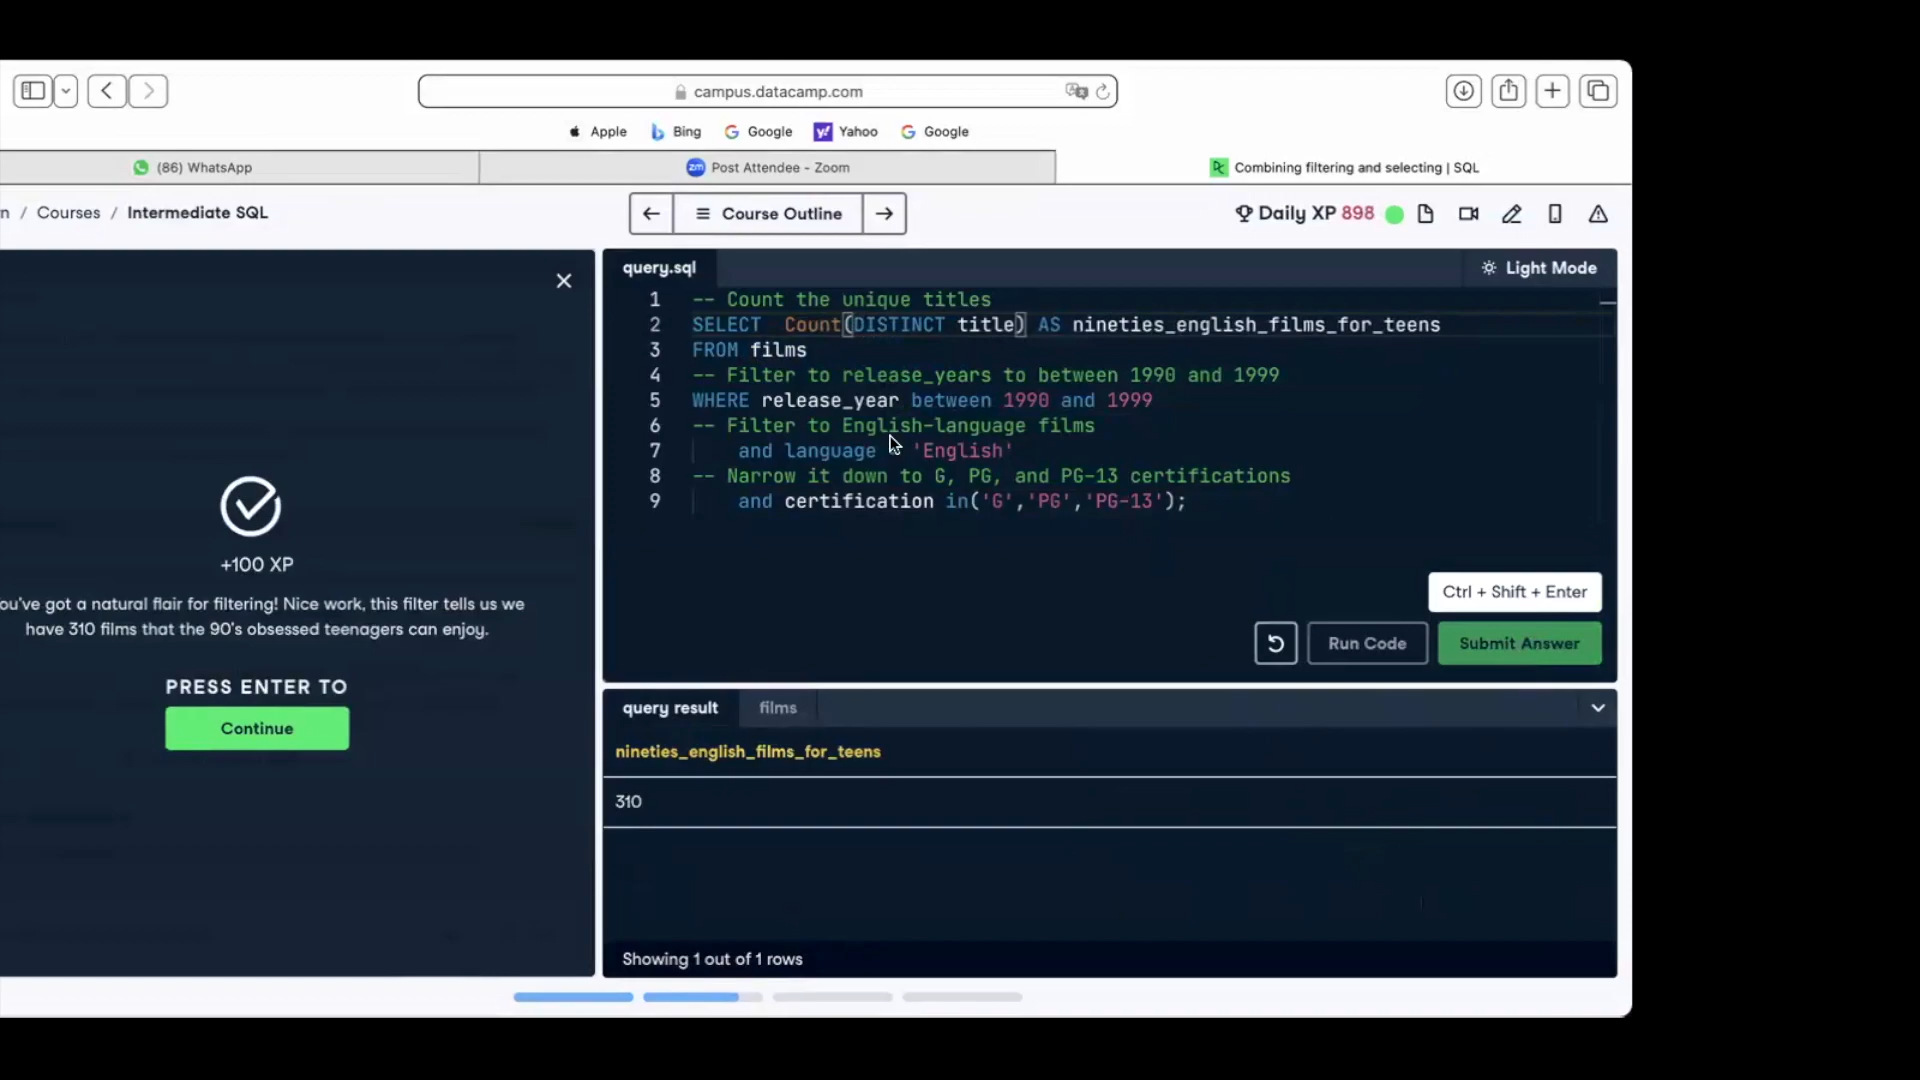 campus.datacamp.com
Apple Bing Google Yahoo Google
(86) WhatsApp
zm Post Attendee - Zoom
Combining filtering and selecting | SQL
n / Courses / Intermediate SQL
Course Outline
Daily XP 898
query.sql
Light Mode
1 -- Count the unique titles
2 SELECT  Count(DISTINCT title) AS nineties_english_films_for_teens
3 FROM films
4 -- Filter to release_years to between 1990 and 1999
5 WHERE release_year between 1990 and 1999
6 -- Filter to English-language films
7 and language 'English'
8 -- Narrow it down to G, PG, and PG-13 certifications
9 and certification in('G','PG','PG-13');
Ctrl + Shift + Enter
Run Code
Submit Answer
+100 XP
ou've got a natural flair for filtering! Nice work, this filter tells us we
have 310 films that the 90's obsessed teenagers can enjoy.
PRESS ENTER TO
Continue
query result
films
nineties_english_films_for_teens
310
Showing 1 out of 1 rows